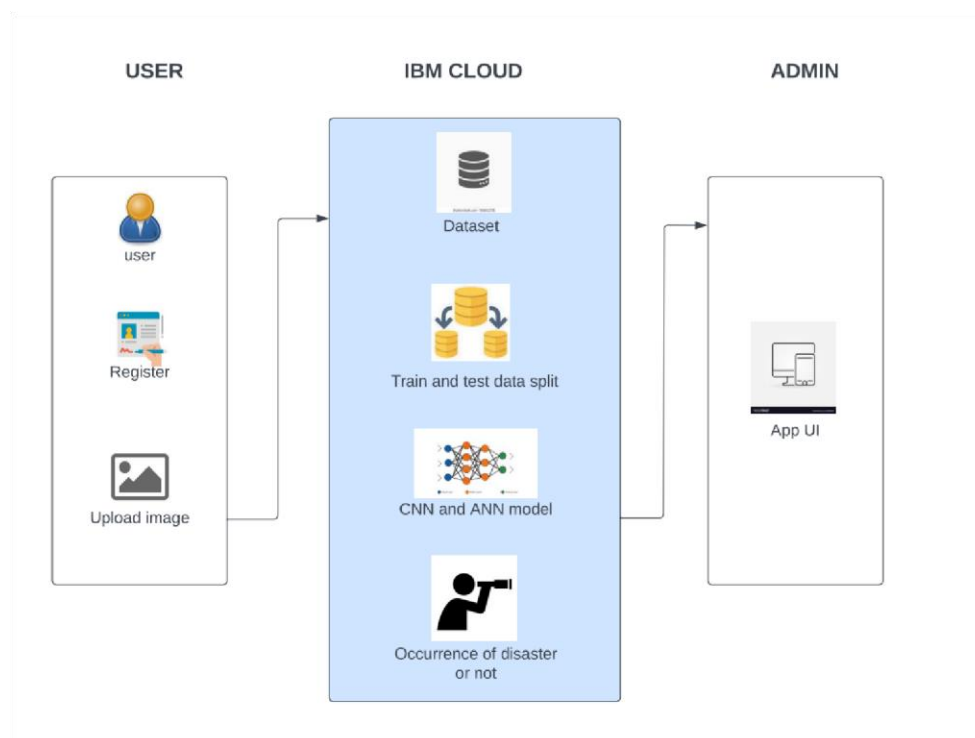 USER
IBM CLOUD
ADMIN
user
Register
Upload image
Dataset
Train and test data split
CNN and ANN model
Occurrence of disaster
or not
App UI